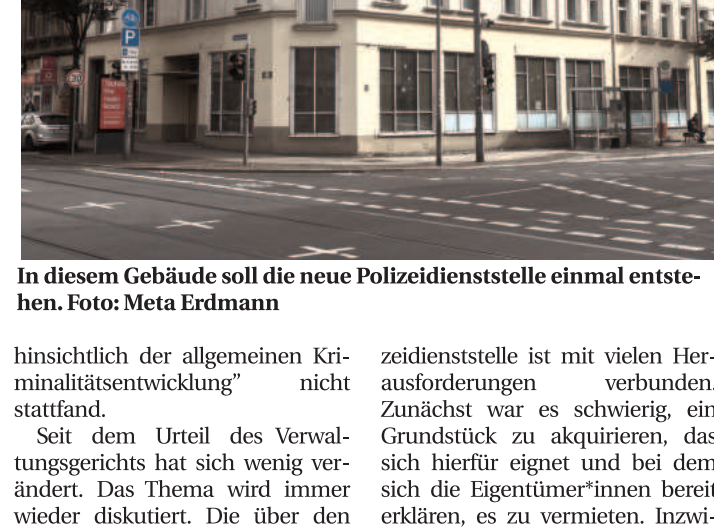 P
30
In diesem Gebäude soll die neue Polizeidienststelle einmal entste-
hen. Foto: Meta Erdmann
hinsichtlich der allgemeinen Kri-
minalitätsentwicklung” nicht
stattfand.
Seit dem Urteil des Verwal-
tungsgerichts hat sich wenig ver-
ändert. Das Thema wird immer
wieder diskutiert. Die über den
zeidienststelle ist mit vielen Her-
ausforderungen verbunden.
Zunächst war es schwierig, ein
Grundstück zu akquirieren, das
sich hierfür eignet und bei dem
sich die Eigentümer*innen bereit
erklären, es zu vermieten. Inzwi-